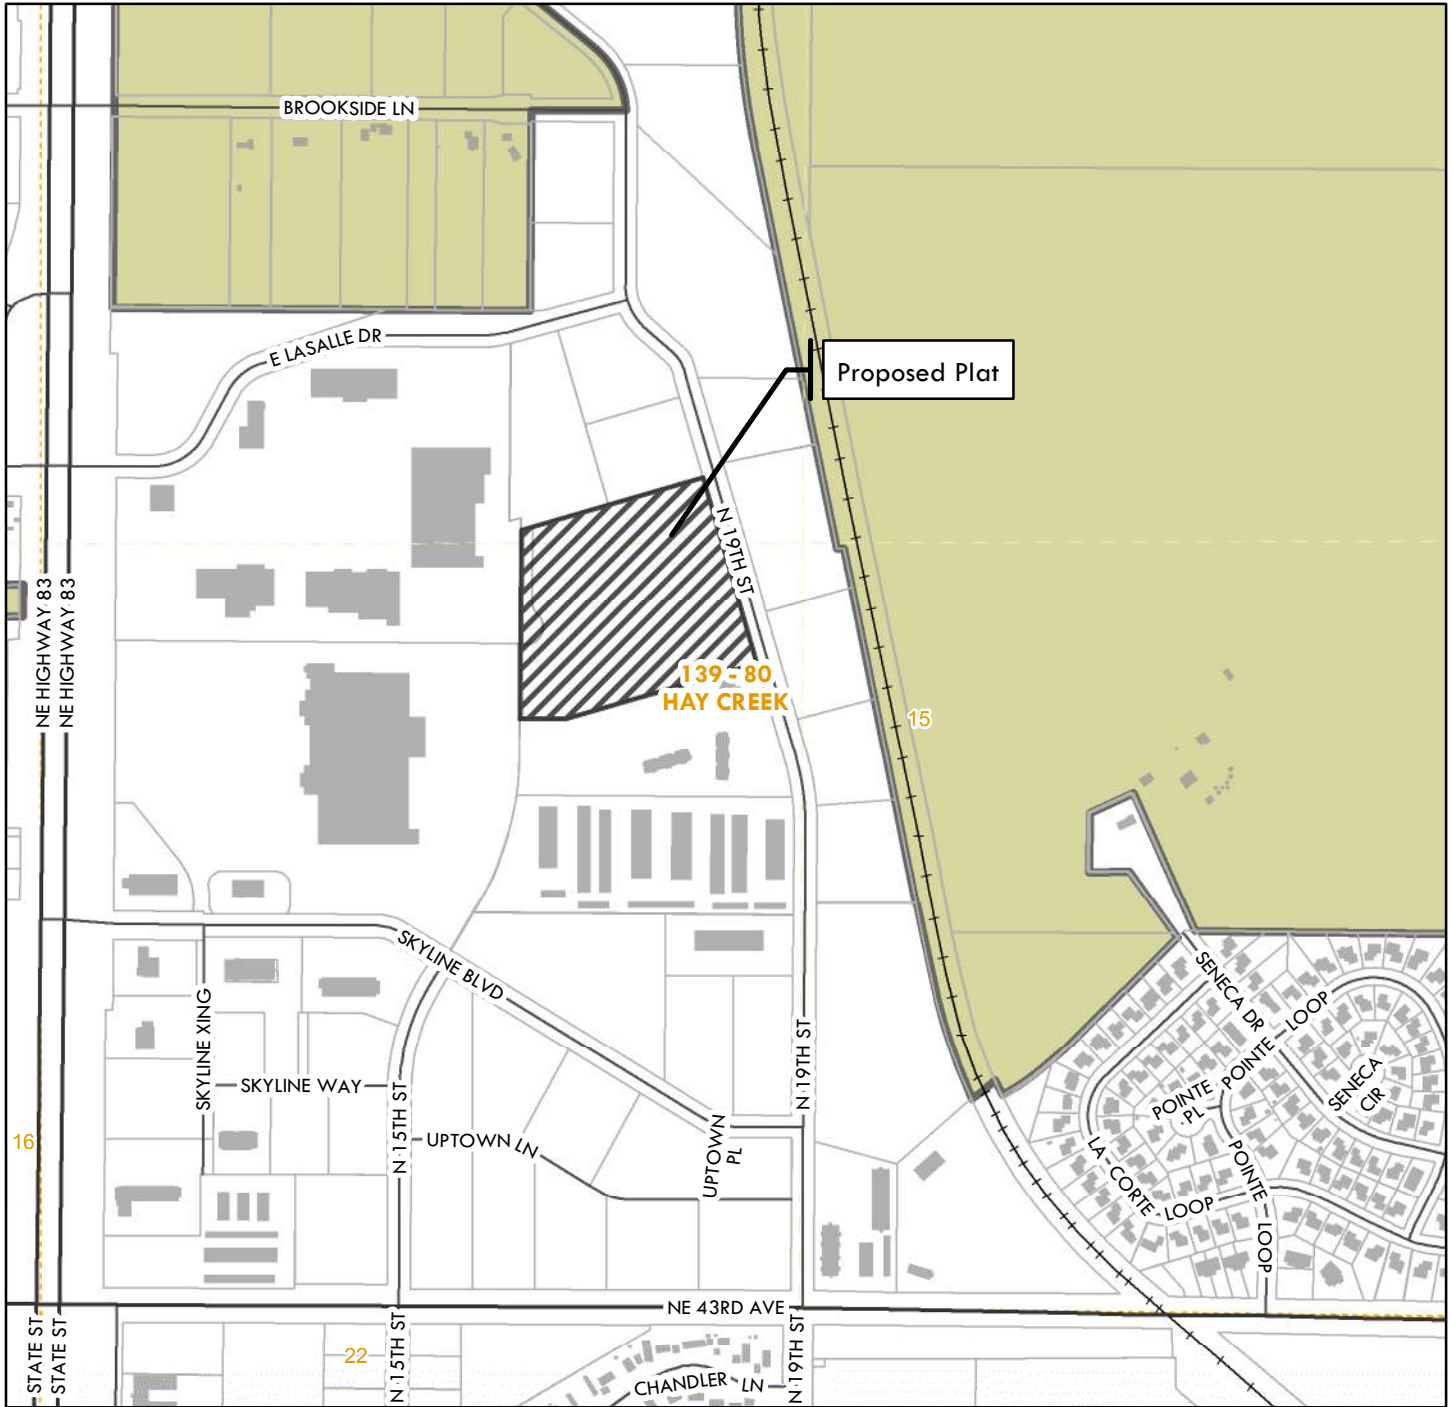 BROOKSIDE LN
E LASALLE DR
Proposed Plat
N 19TH ST
NE HIGHWAY 83
NE HIGHWAY 83
139 - 80
HAY CREEK
15
SKYLINE BLVD
SENECA DR
POINTE LOOP
SKYLINE XING
SKYLINE WAY
N 15TH ST
N 19TH ST
POINTE
PL
SENECA
CIR
16
UPTOWN LN
UPTOWN
PL
LA CORTE
LOOP
POINTE
LOOP
NE 43RD AVE
STATE ST
STATE ST
22
N 15TH ST
CHANDLER LN
N 19TH ST